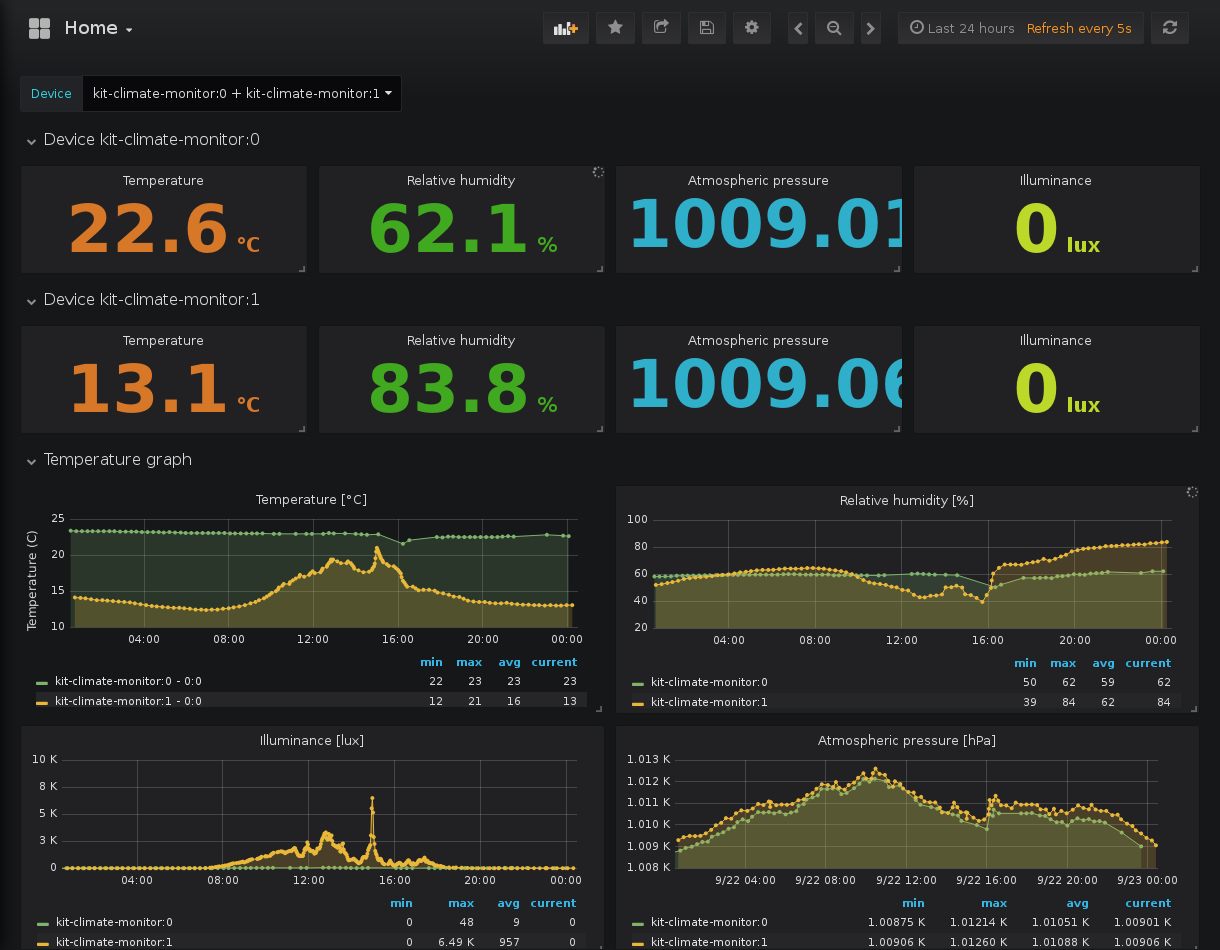 Home
Last 24 hours Refresh every 5s
Device kit-climate-monitor:0 + kit-climate-monitor:1
Device kit-climate-monitor:0
Temperature Relative humidity Atmospheric pressure Illuminance
22.6 °C 62.1 % 1009.01 0 lux
Device kit-climate-monitor:1
Temperature Relative humidity Atmospheric pressure Illuminance
13.1 °C 83.8 % 1009.06 0 lux
Temperature graph
Temperature [°C]
Temperature (C)
25
20
15
10
04:00 08:00 12:00 16:00 20:00 00:00
min max avg current
kit-climate-monitor:0 - 0:0 22 23 23 23
kit-climate-monitor:1 - 0:0 12 21 16 13
Relative humidity [%]
100
80
60
40
20
04:00 08:00 12:00 16:00 20:00 00:00
min max avg current
kit-climate-monitor:0 50 62 59 62
kit-climate-monitor:1 39 84 62 84
Illuminance [lux]
10 K
8 K
5 K
3 K
0
04:00 08:00 12:00 16:00 20:00 00:00
min max avg current
kit-climate-monitor:0 0 48 9 0
kit-climate-monitor:1 0 6.49 K 957 0
Atmospheric pressure [hPa]
1.013 K
1.012 K
1.011 K
1.010 K
1.009 K
1.008 K
9/22 04:00 9/22 08:00 9/22 12:00 9/22 16:00 9/22 20:00 9/23 00:00
min max avg current
kit-climate-monitor:0 1.00875 K 1.01214 K 1.01051 K 1.00901 K
kit-climate-monitor:1 1.00906 K 1.01260 K 1.01088 K 1.00906 K